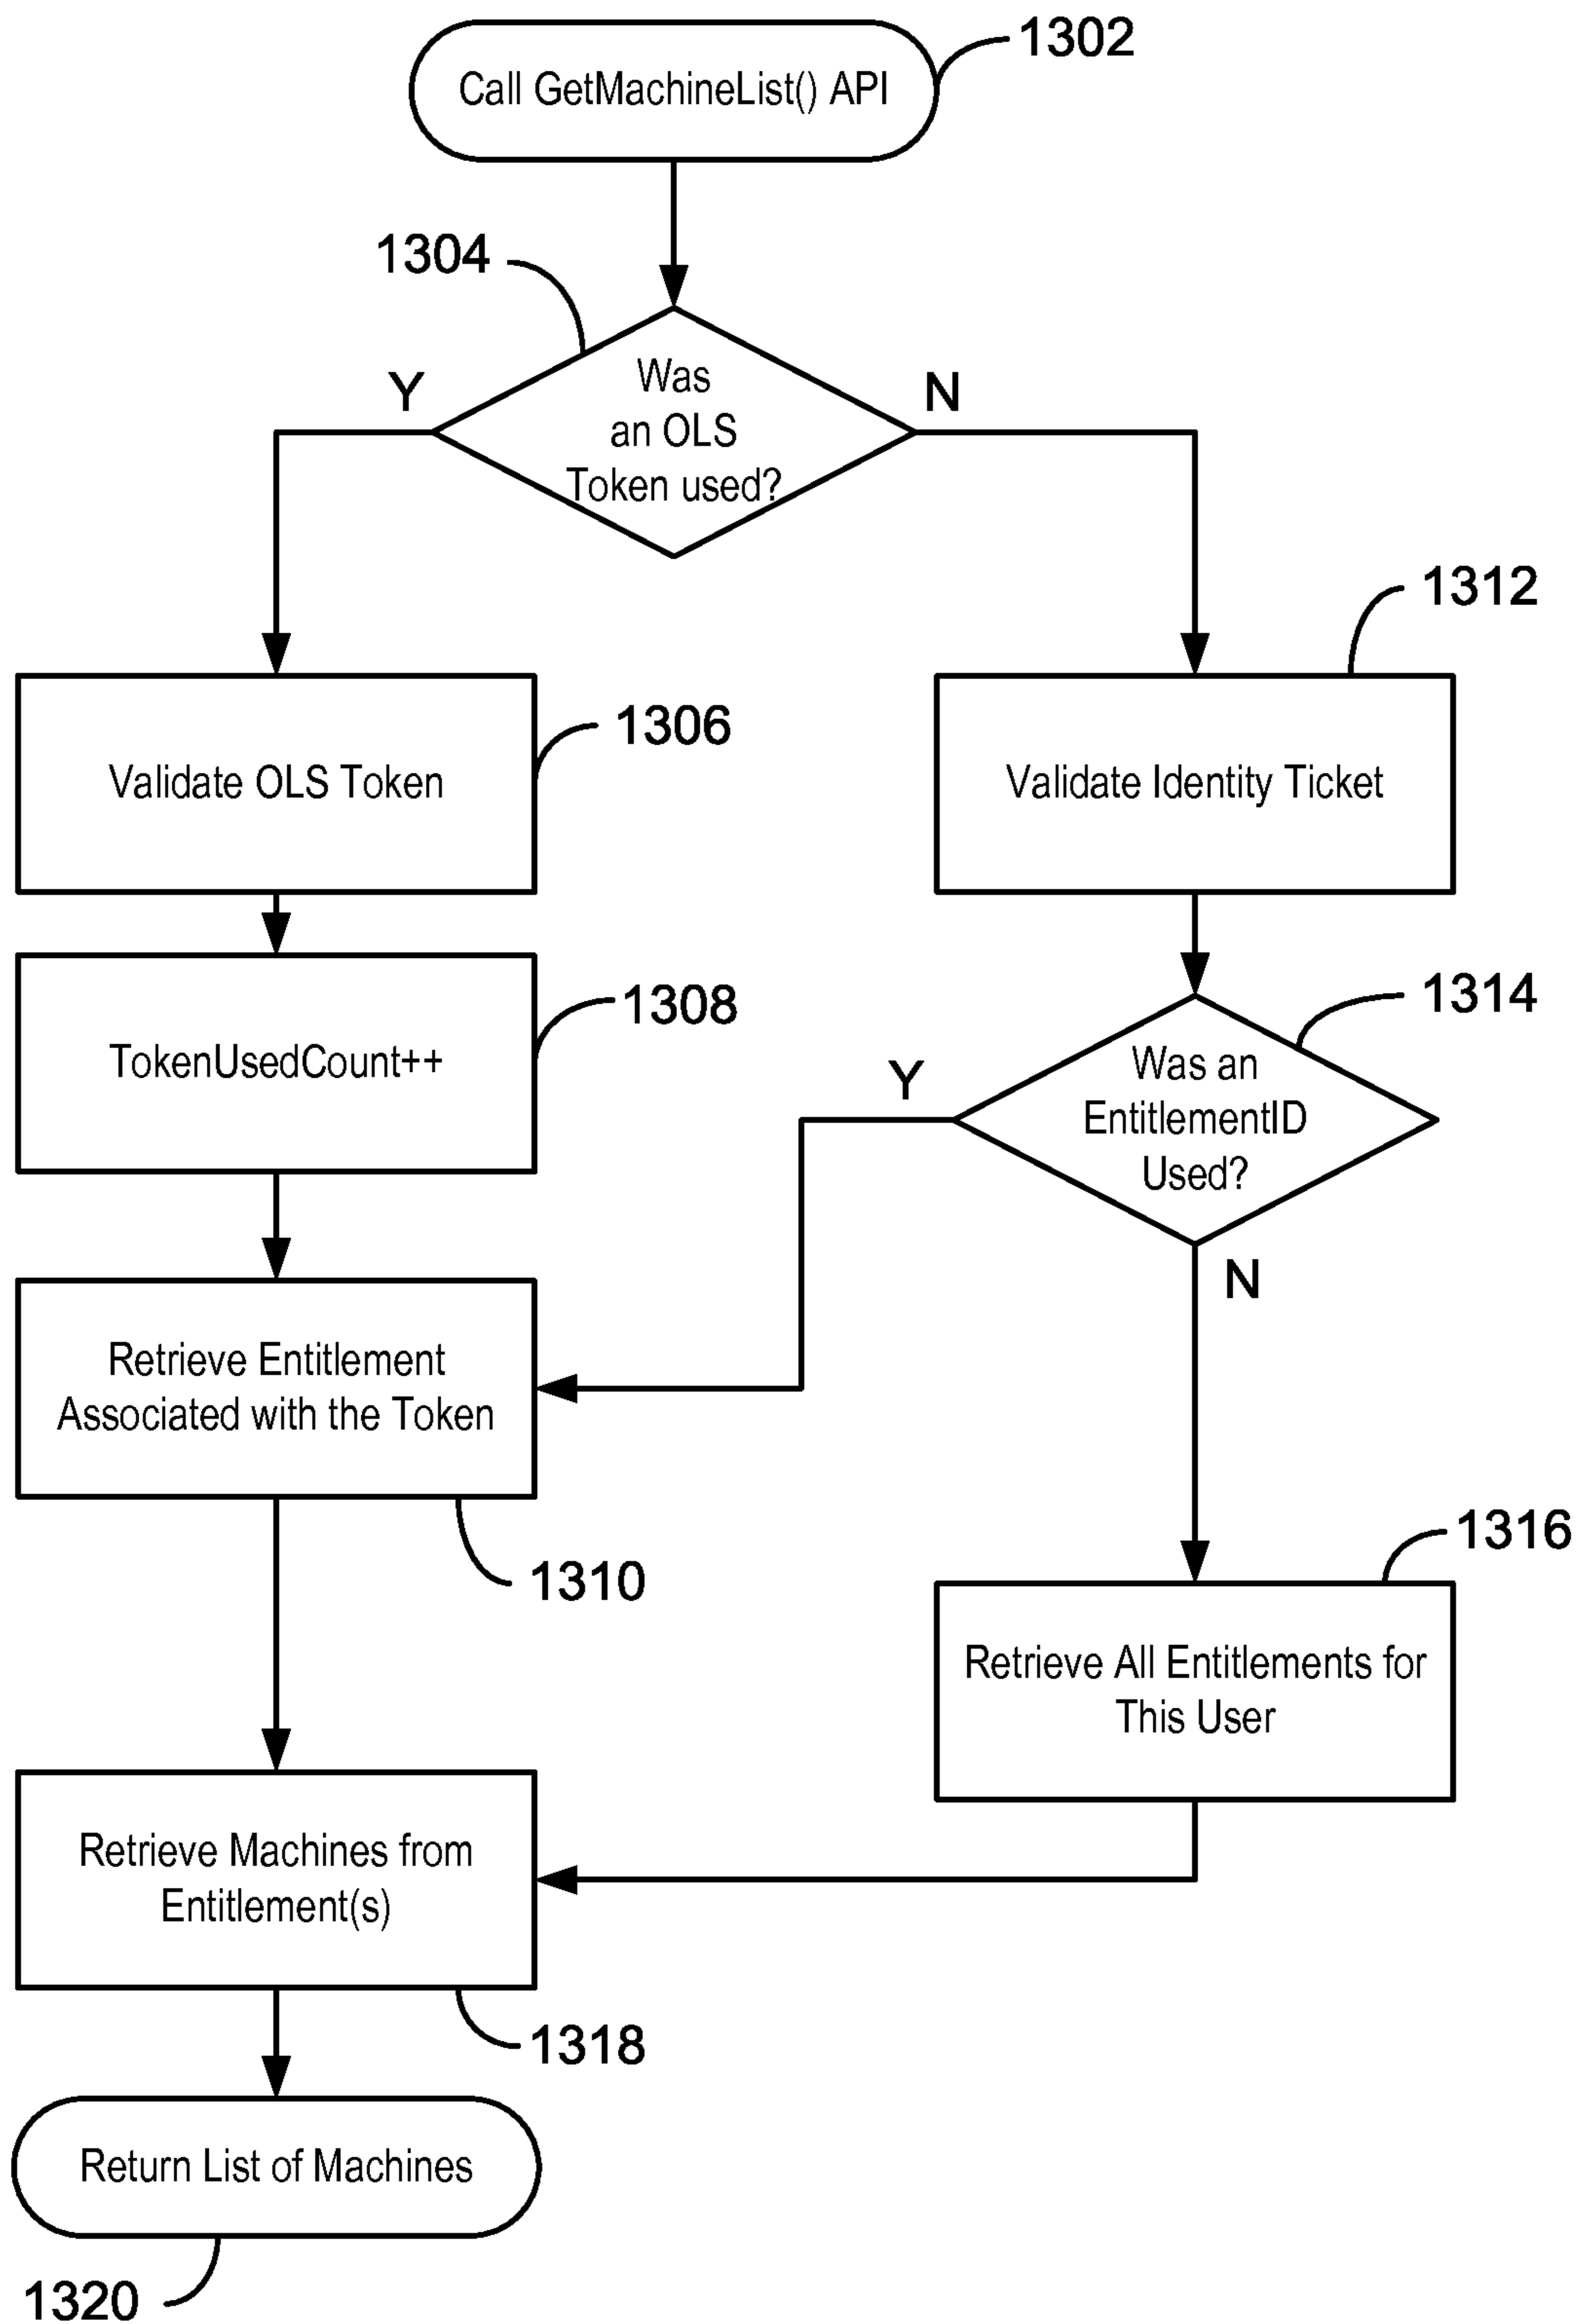 Call GetMachineList() API
1302
1304
Y
Was
an OLS
Token used?
N
1312
Validate OLS Token
1306
Validate Identity Ticket
TokenUsedCount++
1308
1314
Y
Was an
EntitlementID
Used?
N
Retrieve Entitlement
Associated with the Token
1310
1316
Retrieve All Entitlements for
This User
Retrieve Machines from
Entitlement(s)
1318
Return List of Machines
1320